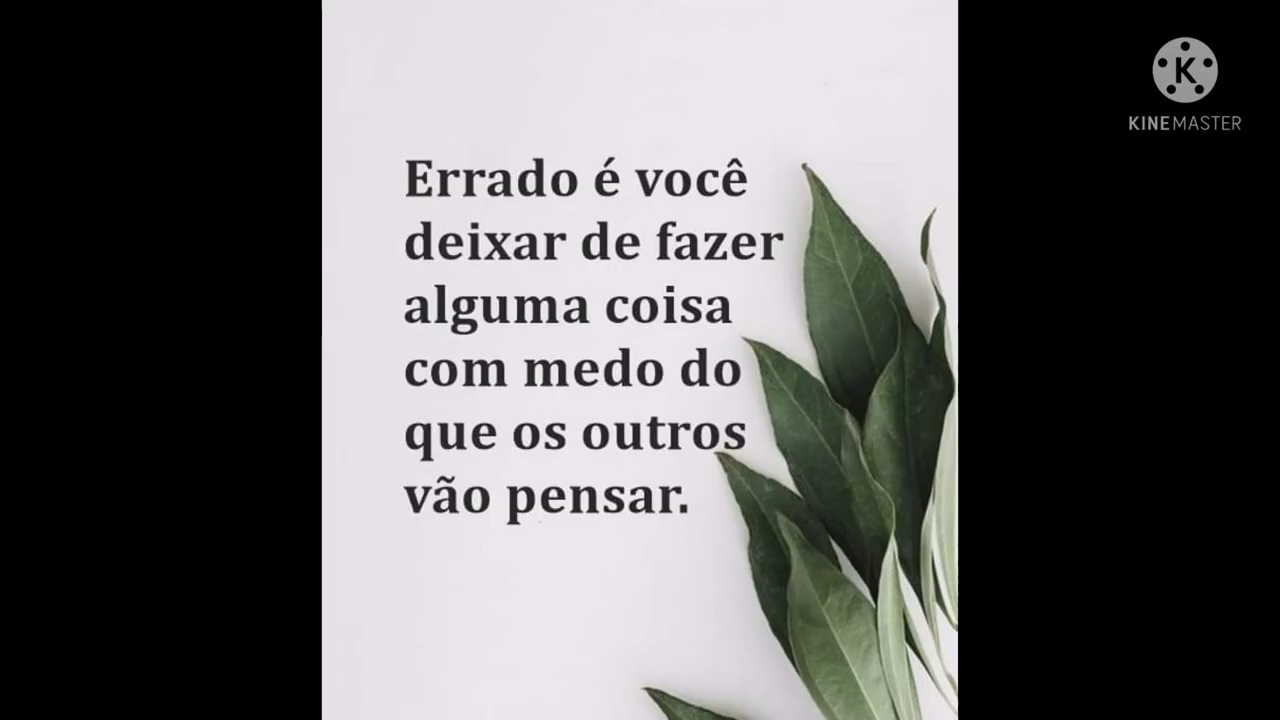 Errado é você
deixar de fazer
alguma coisa
com medo do
que os outros
vão pensar.
K
KINEMASTER